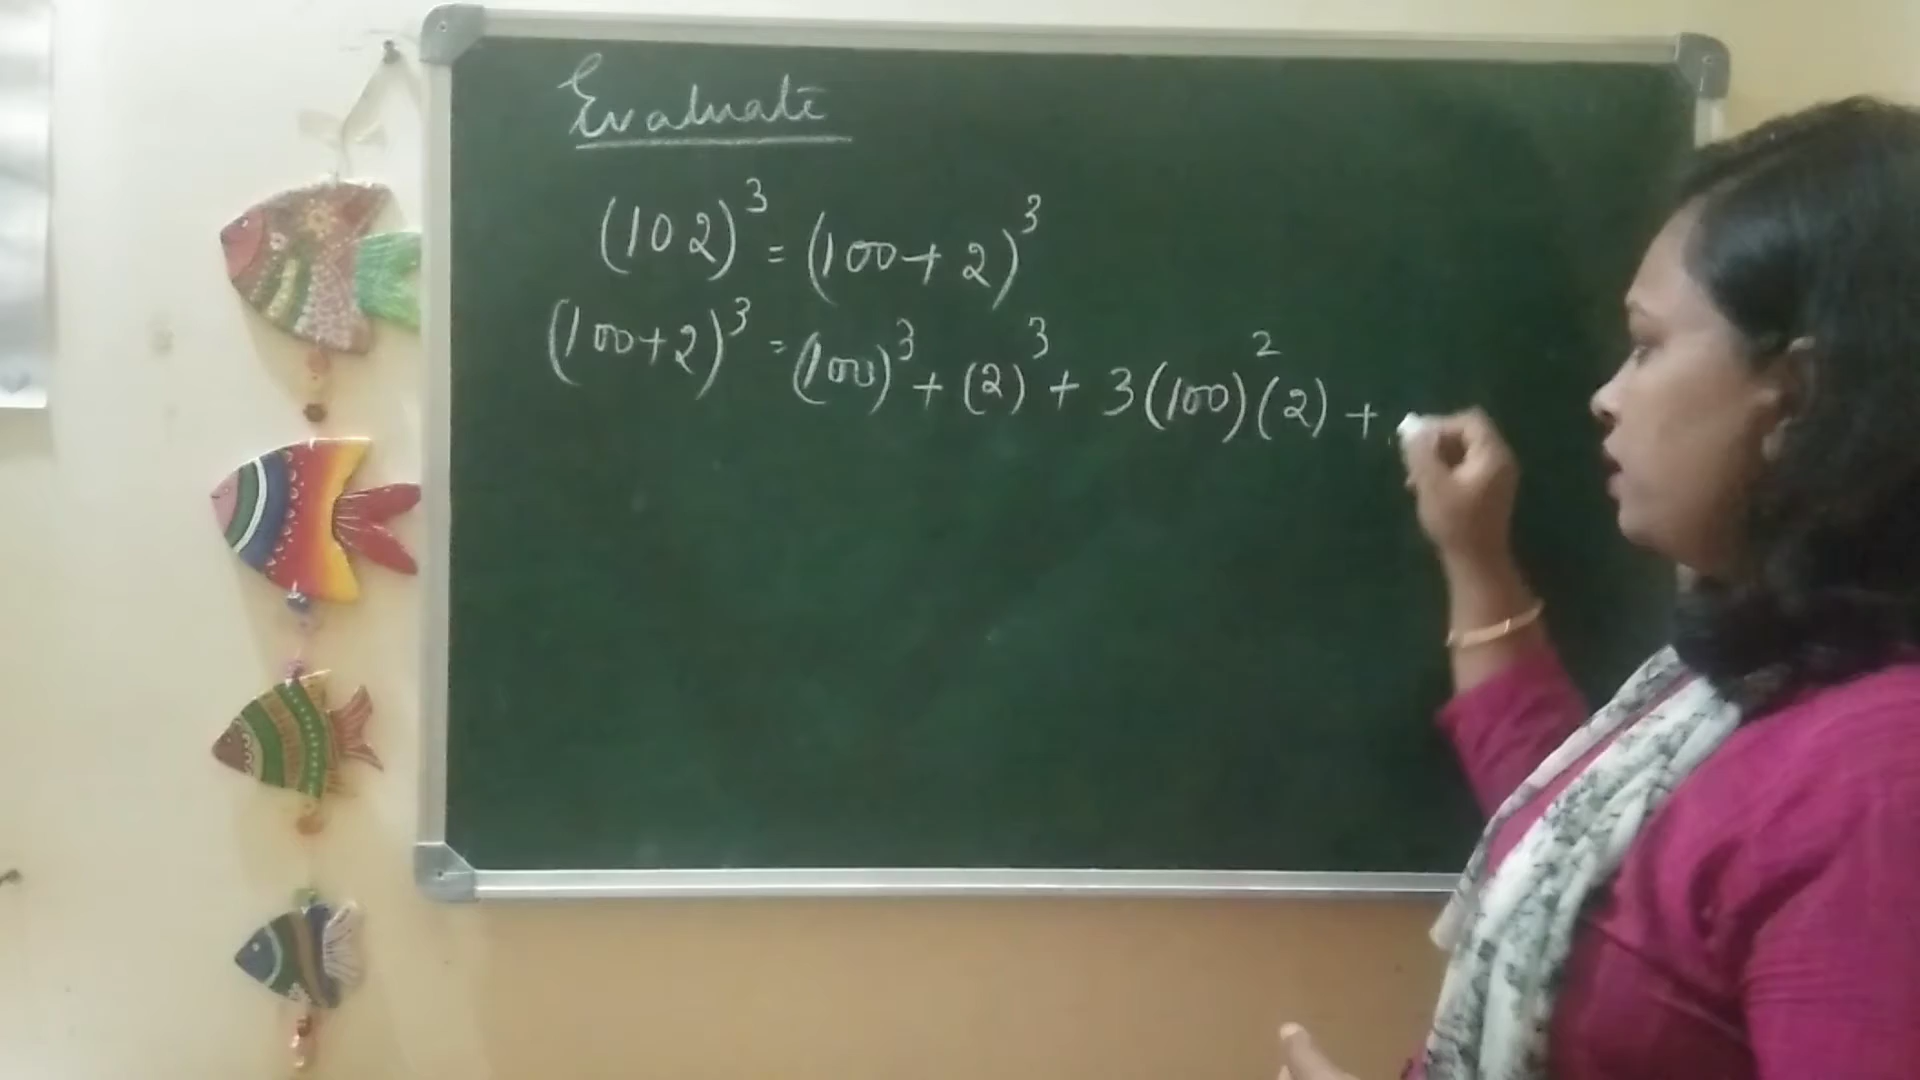 Evaluate
(102)³ = (100+2)³
(100+2)³ = (100)³ + (2)³ + 3(100)²(2) +